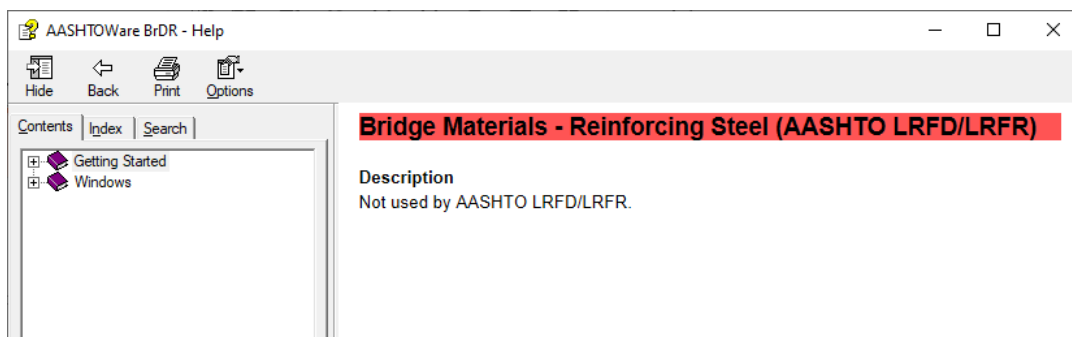 AASHTOWare BrDR - Help
Hide Back Print Options
Contents Index Search
Getting Started
Windows
Bridge Materials - Reinforcing Steel (AASHTO LRFD/LRFR)
Description
Not used by AASHTO LRFD/LRFR.